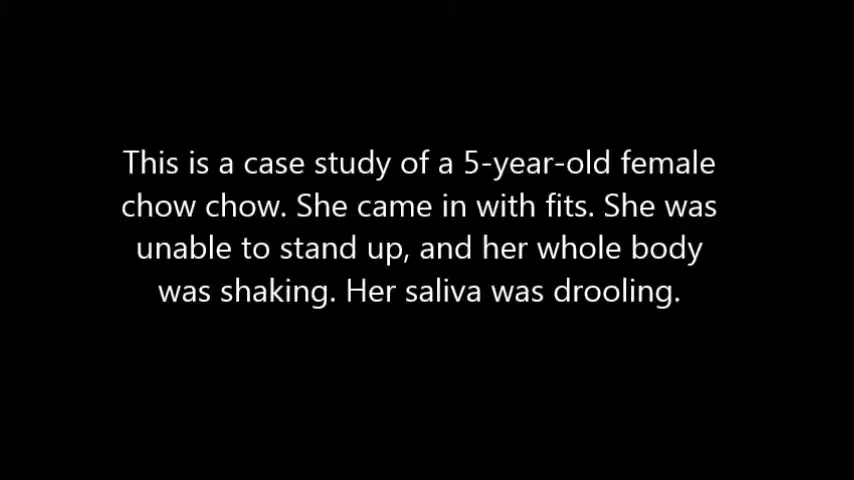 This is a case study of a 5-year-old female
chow chow. She came in with fits. She was
unable to stand up, and her whole body
was shaking. Her saliva was drooling.